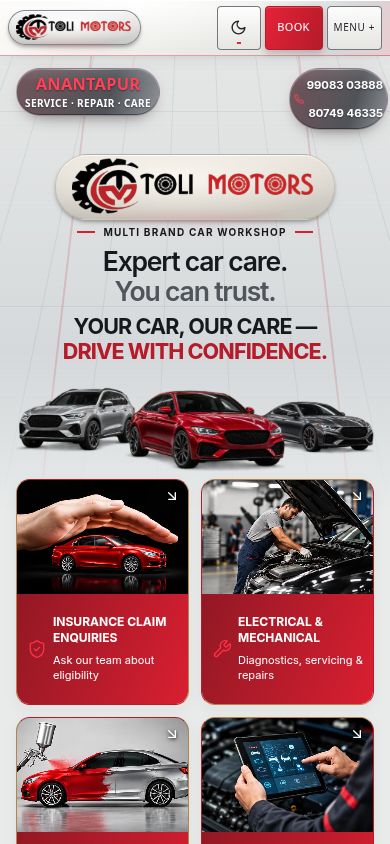 TOLI MOTORS
BOOK
MENU +
ANANTAPUR
SERVICE · REPAIR · CARE
99083 03888
80749 66335
TOLI MOTORS
MULTI BRAND CAR WORKSHOP
Expert car care.
You can trust.
YOUR CAR, OUR CARE —
DRIVE WITH CONFIDENCE.
INSURANCE CLAIM
ENQUIRIES
Ask our team about
eligibility
ELECTRICAL &
MECHANICAL
Diagnostics, servicing &
repairs